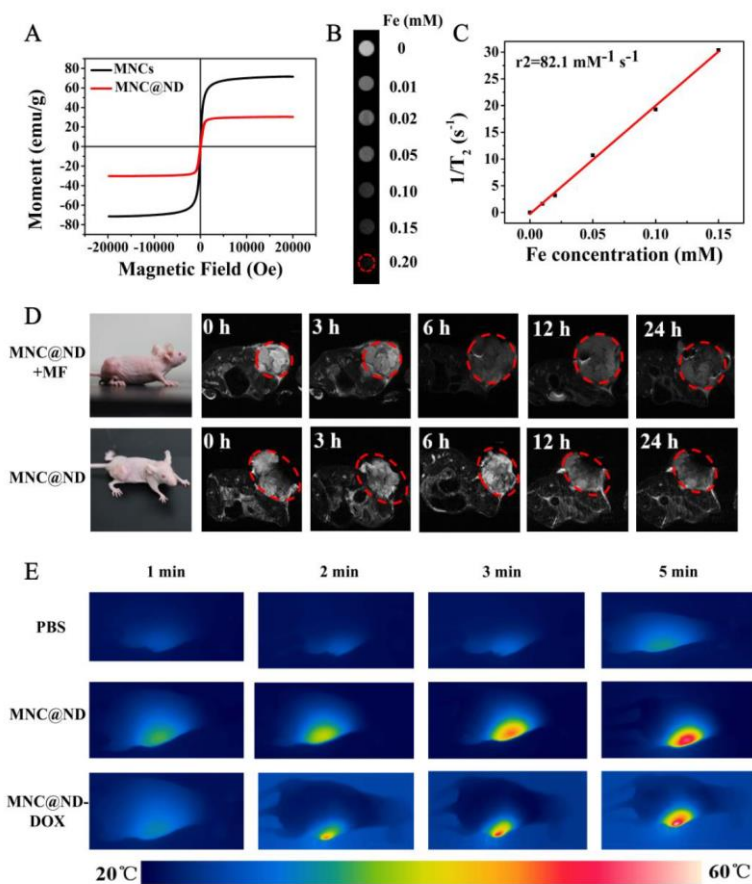 A
MNCs
MNC@ND
Moment (emu/g)
80
60
40
20
0
-20
-40
-60
-80
-20000 -10000 0 10000 20000
Magnetic Field (Oe)
B
Fe (mM)
0
0.01
0.02
0.05
0.10
0.15
0.20
C
r2=82.1 mM⁻¹ s⁻¹
1/T₂ (s⁻¹)
30
25
20
15
10
5
0
0.00 0.05 0.10 0.15
Fe concentration (mM)
D
MNC@ND
+MF
0 h 3 h 6 h 12 h 24 h
MNC@ND
0 h 3 h 6 h 12 h 24 h
E
1 min 2 min 3 min 5 min
PBS
MNC@ND
MNC@ND-
DOX
20℃ 60℃